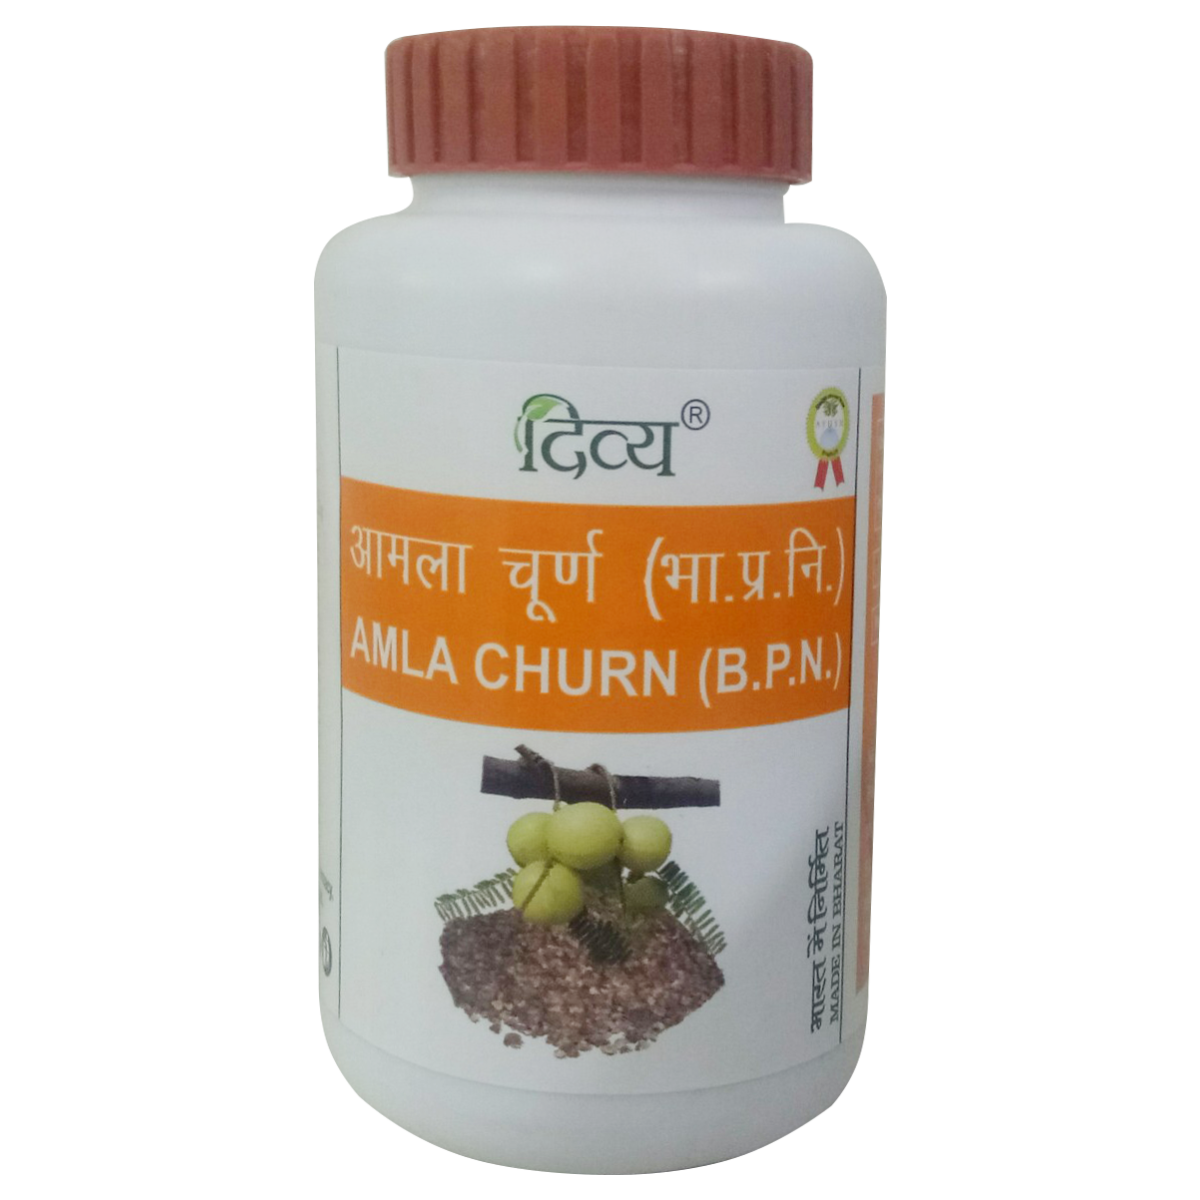 दिव्य®
आमला चूर्ण (भा.प्र.नि.)
AMLA CHURN (B.P.N.)
भारत में निर्मित
MADE IN BHARAT